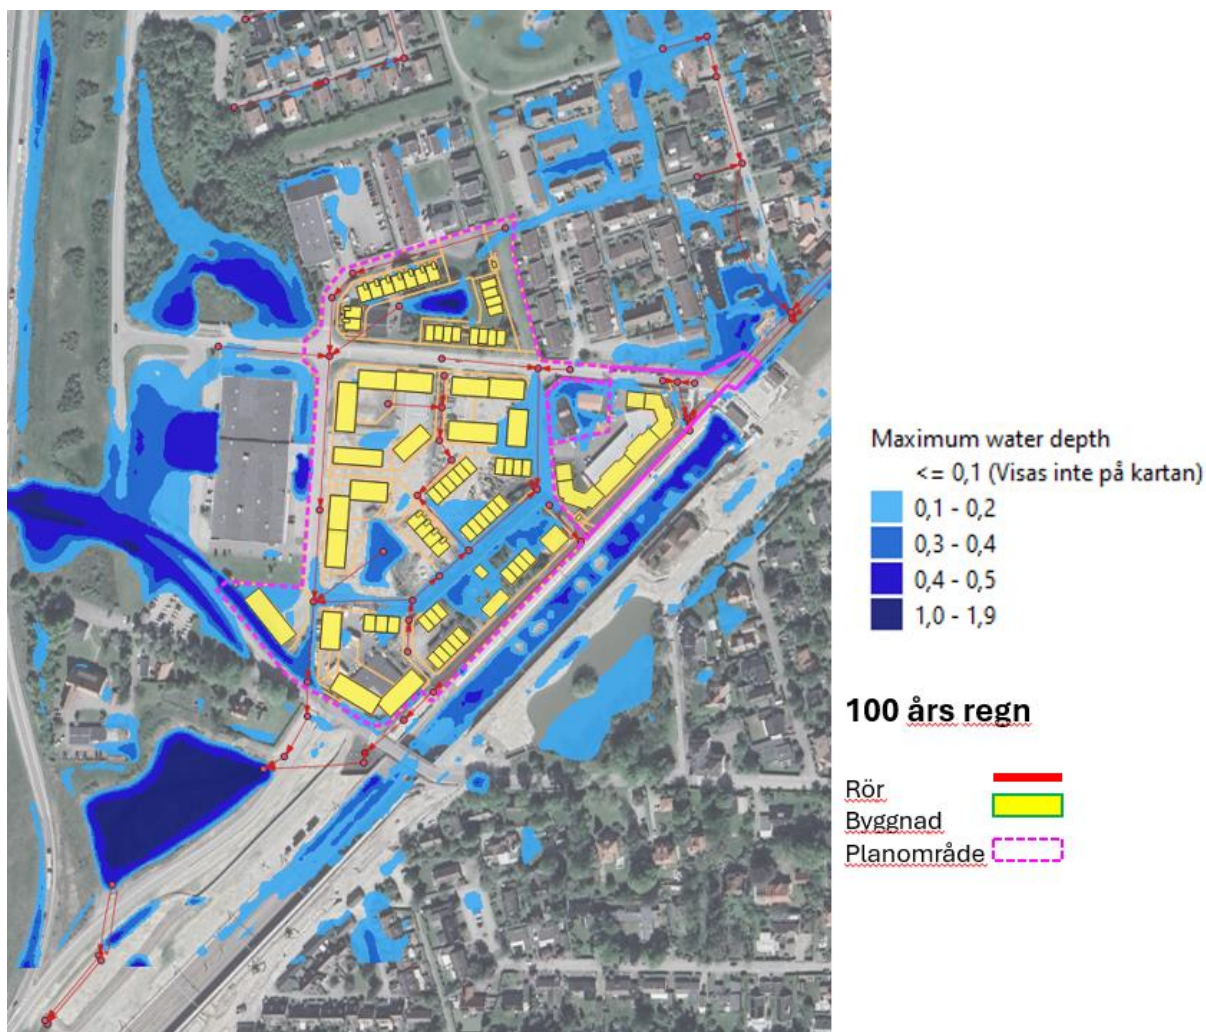 Maximum water depth
<= 0,1 (Visas inte på kartan)
0,1 - 0,2
0,3 - 0,4
0,4 - 0,5
1,0 - 1,9
100 års regn
Rör
Byggnad
Planområde